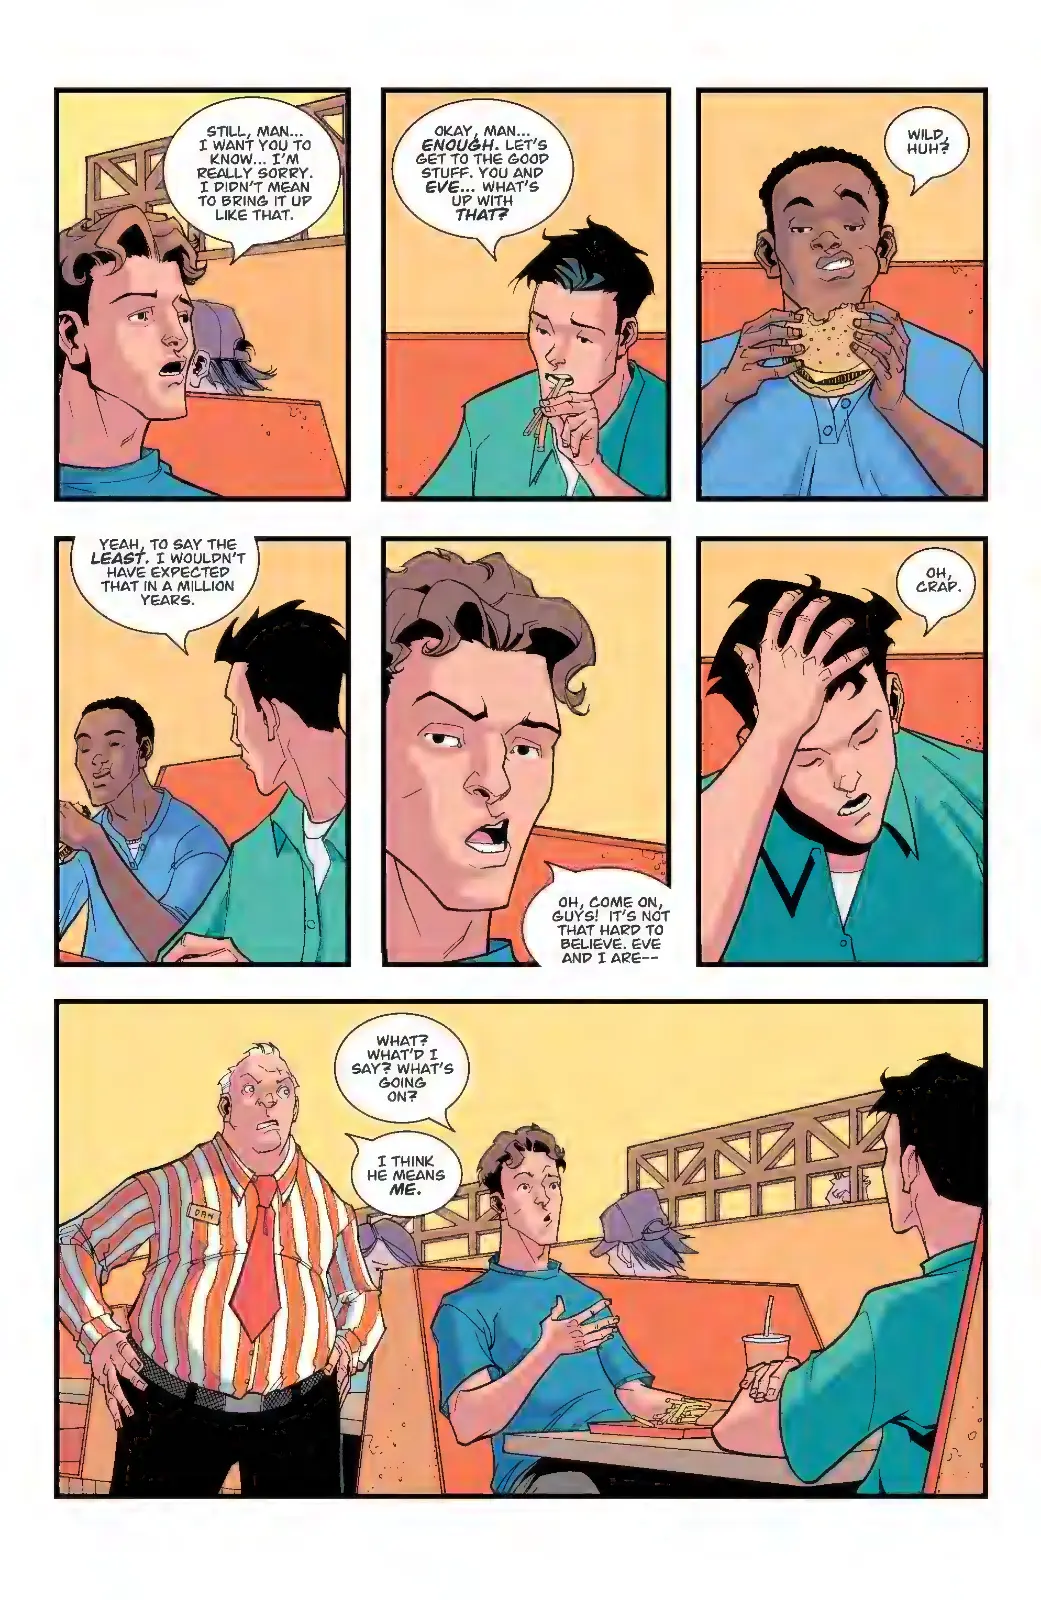 STILL, MAN...
I WANT YOU TO
KNOW... I'M
REALLY SORRY.
I DIDN'T MEAN
TO BRING IT UP
LIKE THAT.
OKAY, MAN...
ENOUGH. LET'S
GET TO THE GOOD
STUFF. YOU AND
EVE... WHAT'S
UP WITH
THAT?
WILD,
HUH?
YEAH, TO SAY THE
LEAST. I WOULDN'T
HAVE EXPECTED
THAT IN A MILLION
YEARS.
OH, COME ON,
GUYS! IT'S NOT
THAT HARD TO
BELIEVE. EVE
AND I ARE--
OH,
CRAP.
WHAT?
WHAT'D I
SAY? WHAT'S
GOING
ON?
I THINK
HE MEANS
ME.
DAN